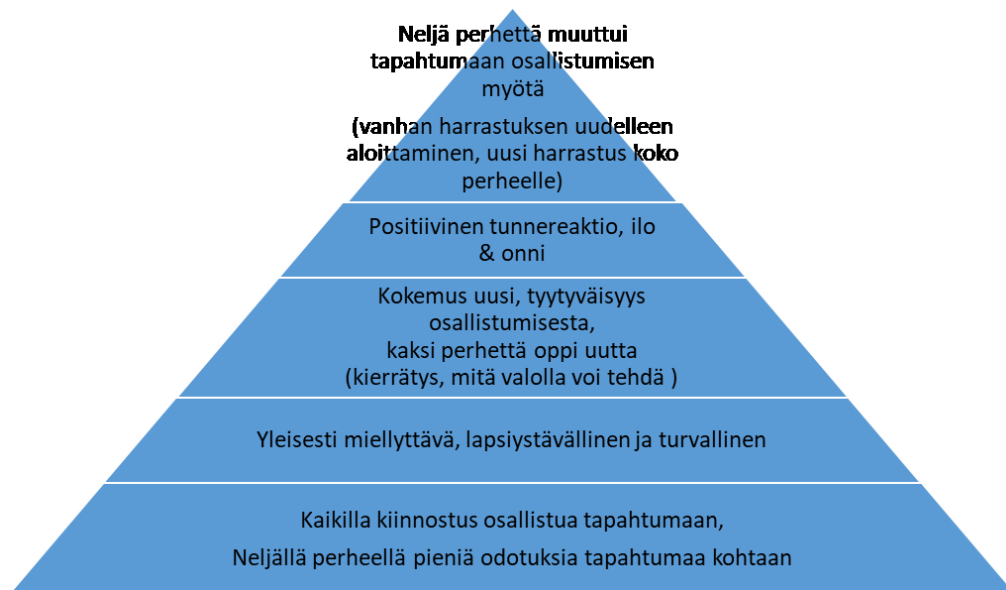 Neljä perhettä muuttui
tapahtumaan osallistumisen
myötä
(vanhan harrastuksen uudelleen
aloittaminen, uusi harrastus koko
perheelle)
Positiivinen tunnereaktio, ilo
& onni
Kokemus uusi, tyytyväisyys
osallistumisesta,
kaksi perhettä oppi uutta
(kierrätys, mitä valolla voi tehdä )
Yleisesti miellyttävä, lapsiystävällinen ja turvallinen
Kaikilla kiinnostus osallistua tapahtumaan,
Neljällä perheellä pieniä odotuksia tapahtumaa kohtaan